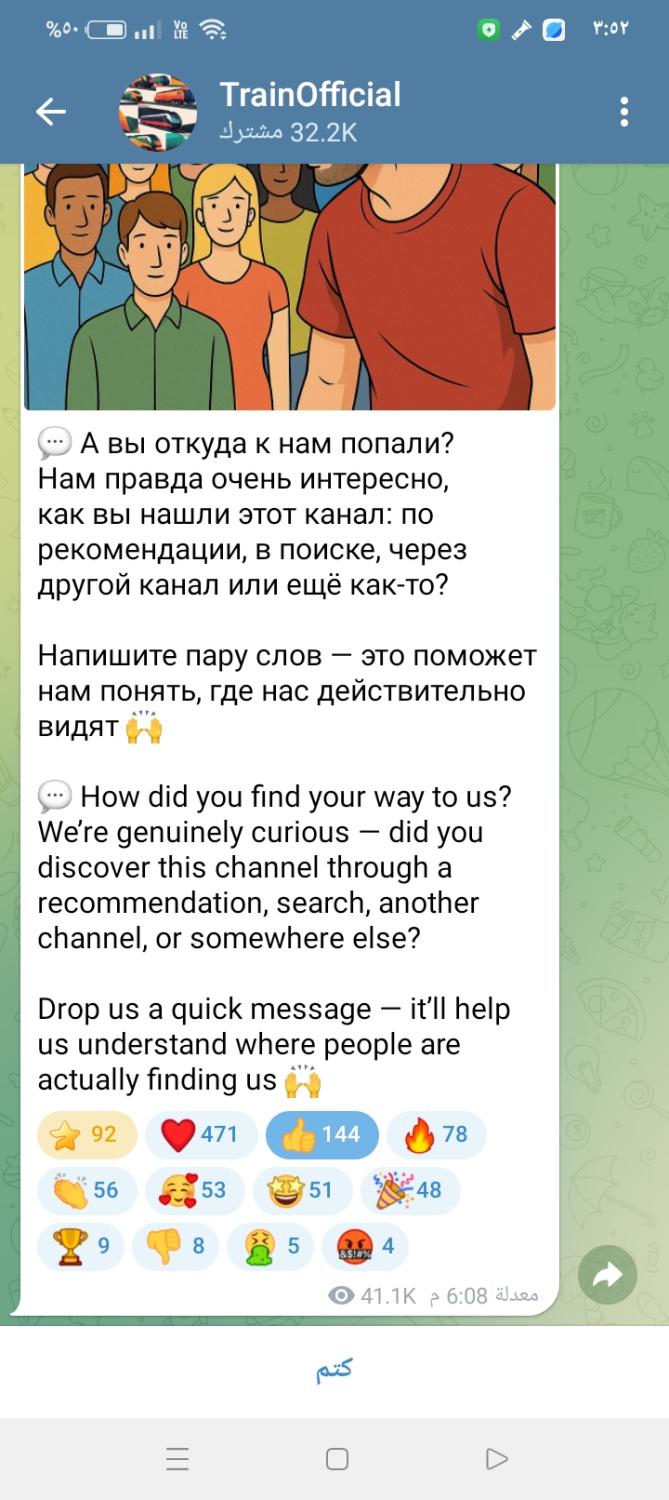 %٥٠ Vo LTE ٣:٥٢
TrainOfficial
32.2K مشترك
💬 А вы откуда к нам попали?
Нам правда очень интересно,
как вы нашли этот канал: по
рекомендации, в поиске, через
другой канал или ещё как-то?
Напишите пару слов — это поможет
нам понять, где нас действительно
видят 🙌
💬 How did you find your way to us?
We’re genuinely curious — did you
discover this channel through a
recommendation, search, another
channel, or somewhere else?
Drop us a quick message — it’ll help
us understand where people are
actually finding us 🙌
⭐ 92 ❤️ 471 👍 144 🔥 78
👏 56 🥰 53 🤩 51 🎉 48
🏆 9 👎 8 🤮 5 🤬 4
41.1K معدلة 6:08 م
كتم